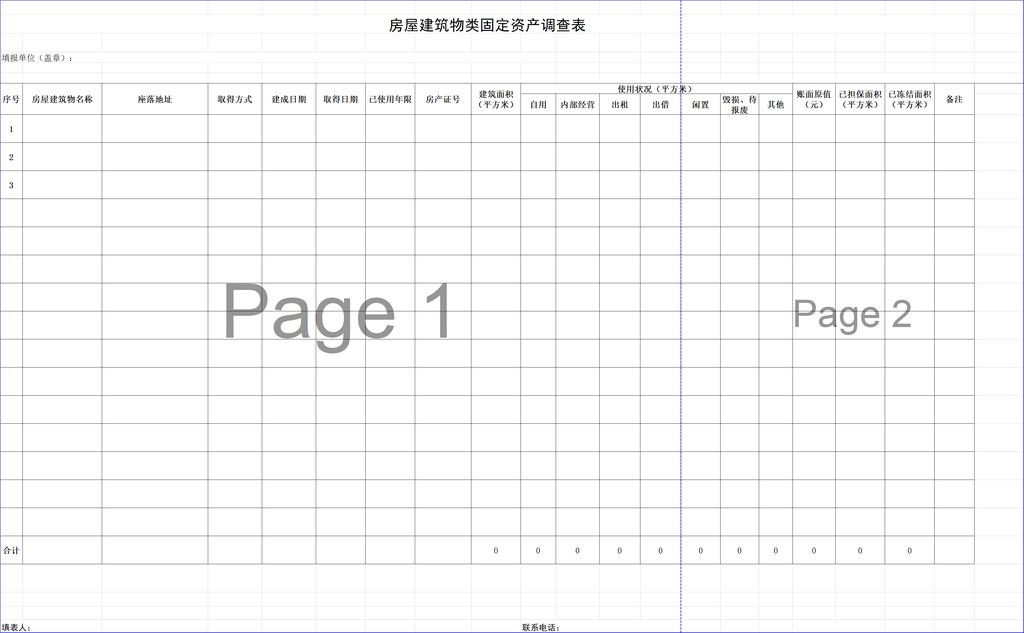 房屋建筑物类固定资产调查表
填报单位（盖章）：
序号 房屋建筑物名称 座落地址 取得方式 建成日期 取得日期 已使用年限 房产证号 建筑面积（平方米） 使用状况（平方米） 账面原值（元） 已担保面积（平方米） 已冻结面积（平方米） 备注
自用 内部经营 出租 出借 闲置 毁损、待报废 其他
1
2
3
Page 1 Page 2
合计 0 0 0 0 0 0 0 0 0 0 0
填表人： 联系电话：